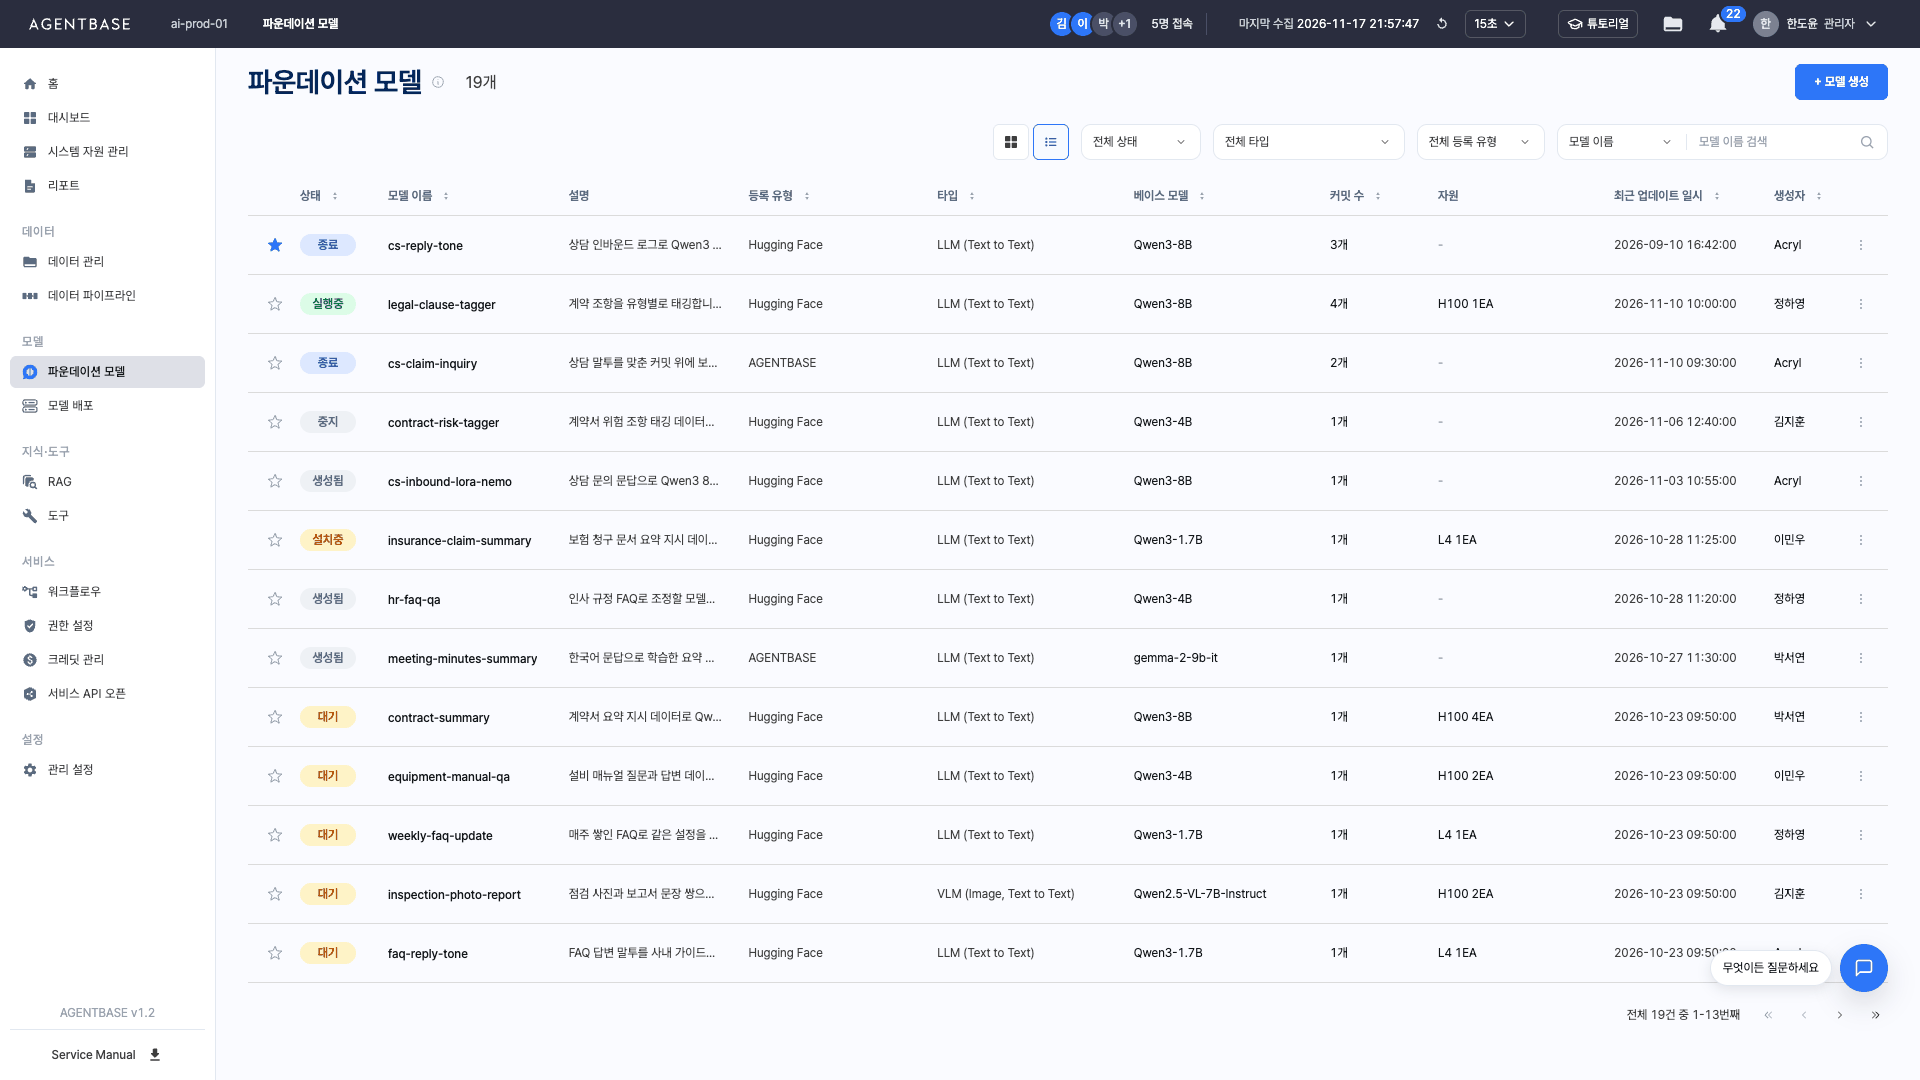 AGENTBASE ai-prod-01 파운데이션 모델 김 이 박 +1 5명 접속 마지막 수집 2026-11-17 21:57:47 15초 튜토리얼 22 한 한도윤 관리자
홈
대시보드
시스템 자원 관리
리포트
데이터
데이터 관리
데이터 파이프라인
모델
파운데이션 모델
모델 배포
지식·도구
RAG
도구
서비스
워크플로우
권한 설정
크레딧 관리
서비스 API 오픈
설정
관리 설정
AGENTBASE v1.2
Service Manual
파운데이션 모델 19개 + 모델 생성
전체 상태 전체 타입 전체 등록 유형 모델 이름 모델 이름 검색
상태 모델 이름 설명 등록 유형 타입 베이스 모델 커밋 수 자원 최근 업데이트 일시 생성자
종료 cs-reply-tone 상담 인바운드 로그로 Qwen3 ... Hugging Face LLM (Text to Text) Qwen3-8B 3개 - 2026-09-10 16:42:00 Acryl
실행중 legal-clause-tagger 계약 조항을 유형별로 태깅합니... Hugging Face LLM (Text to Text) Qwen3-8B 4개 H100 1EA 2026-11-10 10:00:00 정하영
종료 cs-claim-inquiry 상담 말투를 맞춘 커밋 위에 보... AGENTBASE LLM (Text to Text) Qwen3-8B 2개 - 2026-11-10 09:30:00 Acryl
중지 contract-risk-tagger 계약서 위험 조항 태깅 데이터... Hugging Face LLM (Text to Text) Qwen3-4B 1개 - 2026-11-06 12:40:00 김지훈
생성됨 cs-inbound-lora-nemo 상담 문의 문답으로 Qwen3 8... Hugging Face LLM (Text to Text) Qwen3-8B 1개 - 2026-11-03 10:55:00 Acryl
설치중 insurance-claim-summary 보험 청구 문서 요약 지시 데이... Hugging Face LLM (Text to Text) Qwen3-1.7B 1개 L4 1EA 2026-10-28 11:25:00 이민우
생성됨 hr-faq-qa 인사 규정 FAQ로 조정할 모델... Hugging Face LLM (Text to Text) Qwen3-4B 1개 - 2026-10-28 11:20:00 정하영
생성됨 meeting-minutes-summary 한국어 문답으로 학습한 요약 ... AGENTBASE LLM (Text to Text) gemma-2-9b-it 1개 - 2026-10-27 11:30:00 박서연
대기 contract-summary 계약서 요약 지시 데이터로 Qw... Hugging Face LLM (Text to Text) Qwen3-8B 1개 H100 4EA 2026-10-23 09:50:00 박서연
대기 equipment-manual-qa 설비 매뉴얼 질문과 답변 데이... Hugging Face LLM (Text to Text) Qwen3-4B 1개 H100 2EA 2026-10-23 09:50:00 이민우
대기 weekly-faq-update 매주 쌓인 FAQ로 같은 설정을 ... Hugging Face LLM (Text to Text) Qwen3-1.7B 1개 L4 1EA 2026-10-23 09:50:00 정하영
대기 inspection-photo-report 점검 사진과 보고서 문장 쌍으... Hugging Face VLM (Image, Text to Text) Qwen2.5-VL-7B-Instruct 1개 H100 2EA 2026-10-23 09:50:00 김지훈
대기 faq-reply-tone FAQ 답변 말투를 사내 가이드... Hugging Face LLM (Text to Text) Qwen3-1.7B 1개 L4 1EA 2026-10-23
무엇이든 질문하세요
전체 19건 중 1-13번째